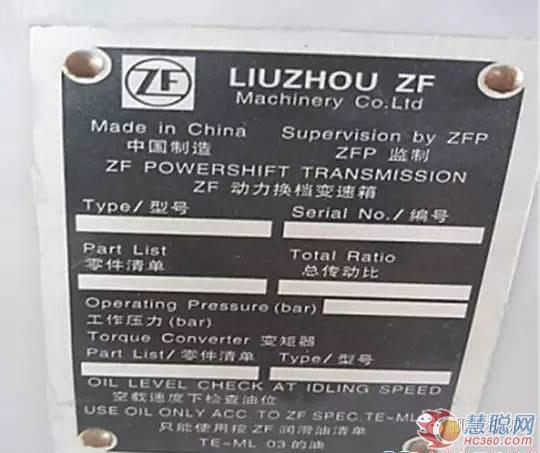 ZF
LIUZHOU ZF
Machinery Co.Ltd
Made in China
中国制造
Supervision by ZFP
ZFP 监制
ZF POWERSHIFT TRANSMISSION
ZF 动力换档变速箱
Type/型号
Serial No./编号
Part List
零件清单
Total Ratio
总传动比
Operating Pressure(bar)
工作压力(bar)
Torque Converter 变矩器
Part List/零件清单
Type/型号
OIL LEVEL CHECK AT IDLING SPEED
空载速度下检查油位
USE OIL ONLY ACC.TO ZF SPEC.TE-ML
只能使用按 ZF 润滑油清单
TE-ML 03的油
慧聪网
HC360.com